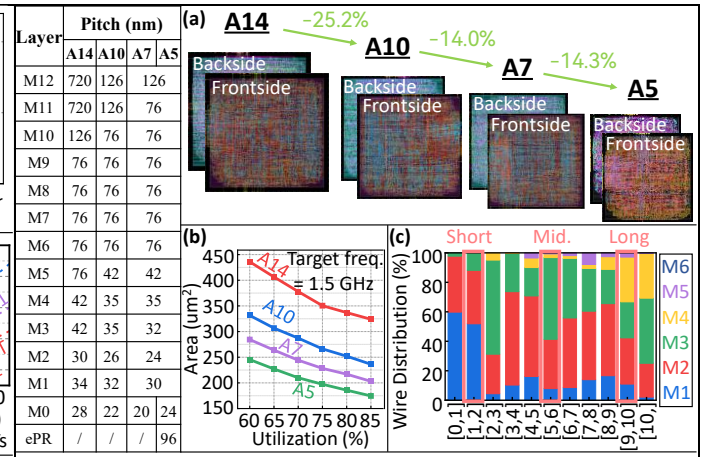 Layer Pitch (nm)
A14 A10 A7 A5
M12 720 126 126
M11 720 126 76
M10 126 76 76
M9 76 76 76
M8 76 76 76
M7 76 76 76
M6 76 76 76
M5 76 42 42
M4 42 35 35
M3 42 35 32
M2 30 26 24
M1 34 32 30
M0 28 22 20 24
ePR / / / 96
(a)
A14 −25.2% A10 −14.0% A7 −14.3% A5
Backside
Frontside
Backside
Frontside
Backside
Frontside
Backside
Frontside
(b)
Target freq.
= 1.5 GHz
A14
A10
A7
A5
Area (um²)
450
400
350
300
250
200
150
60 65 70 75 80 85
Utilization (%)
(c)
Short Mid. Long
Wire Distribution (%)
100
80
60
40
20
0
[0,1] [1,2] [2,3] [3,4] [4,5] [5,6] [6,7] [7,8] [8,9] [9,10] [10,)
M6
M5
M4
M3
M2
M1